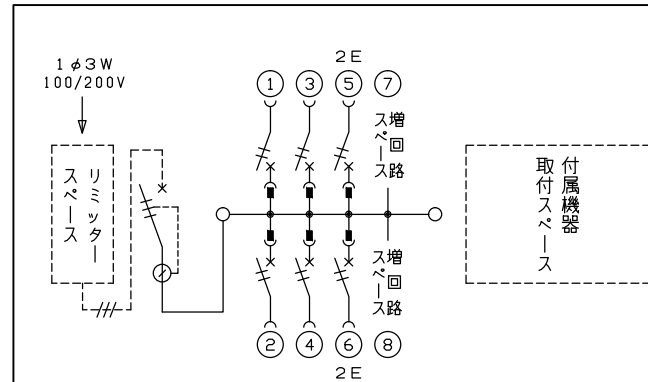 1φ3W
100/200V
リミッター
スペース
2E
① ③ ⑤ ⑦
増回路
スペース
増回路
スペース
② ④ ⑥ ⑧
2E
付属機器
取付スペース